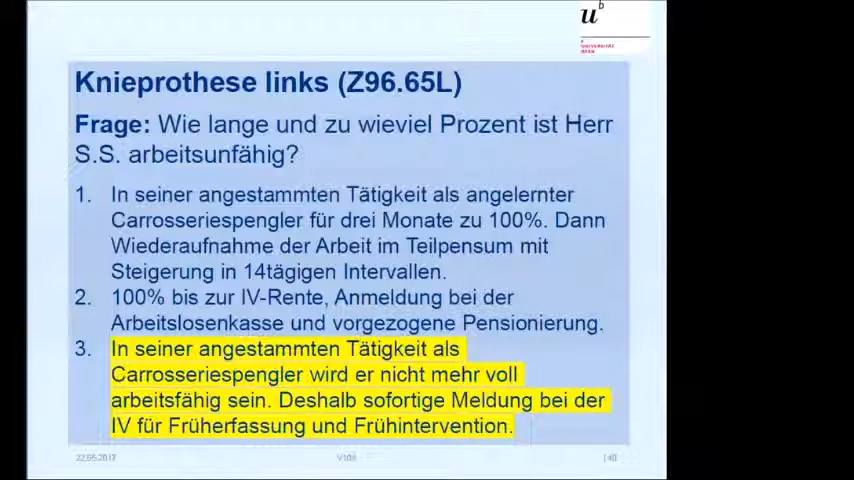 u b
UNIVERSITÄT
BERN
Knieprothese links (Z96.65L)
Frage: Wie lange und zu wieviel Prozent ist Herr
S.S. arbeitsunfähig?
1. In seiner angestammten Tätigkeit als angelernter
Carrosseriespengler für drei Monate zu 100%. Dann
Wiederaufnahme der Arbeit im Teilpensum mit
Steigerung in 14tägigen Intervallen.
2. 100% bis zur IV-Rente, Anmeldung bei der
Arbeitslosenkasse und vorgezogene Pensionierung.
3. In seiner angestammten Tätigkeit als
Carrosseriespengler wird er nicht mehr voll
arbeitsfähig sein. Deshalb sofortige Meldung bei der
IV für Früherfassung und Frühintervention.
22.05.2017